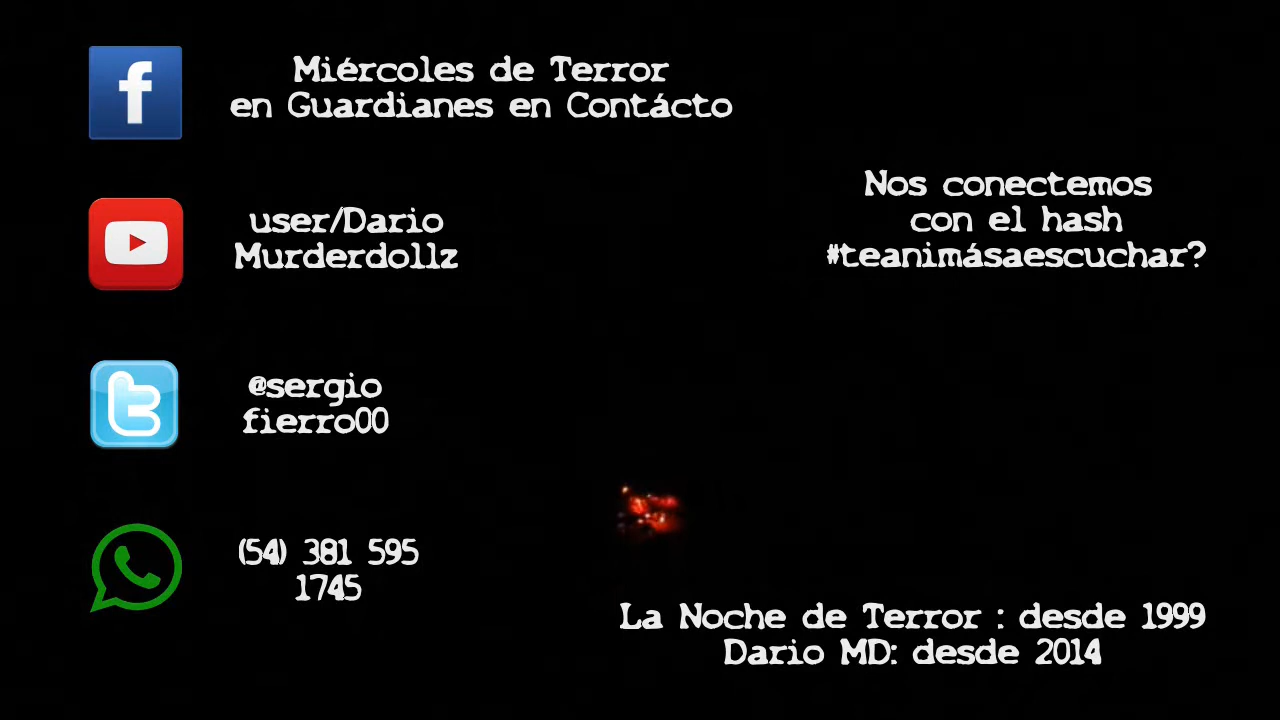 Miércoles de Terror
en Guardianes en Contácto
user/Dario
Murderdollz
@sergio
fierro00
(54) 381 595
1745
Nos conectemos
con el hash
#teanimásaescuchar?
La Noche de Terror : desde 1999
Dario MD: desde 2014